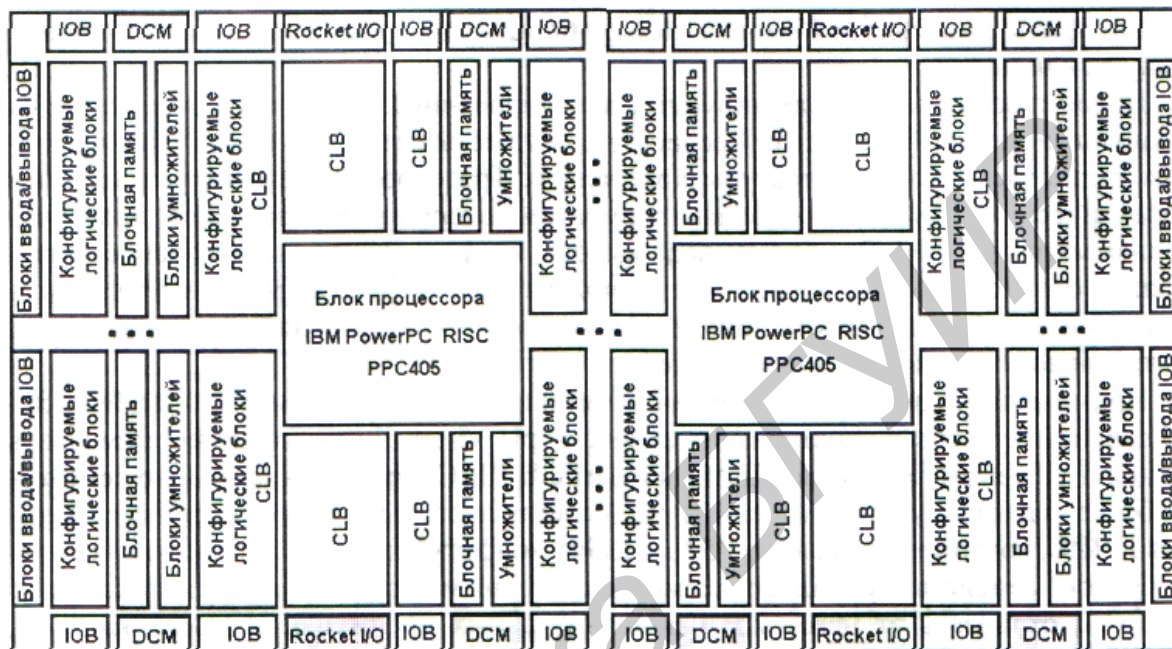 IOB DCM IOB Rocket I/O IOB DCM IOB IOB DCM IOB Rocket I/O IOB DCM IOB
Блоки ввода/вывода IOB
Конфигурируемые
логические блоки
Блочная память
Блоки умножителей
Конфигурируемые
логические блоки
CLB
CLB
CLB
Блочная память
Умножители
Конфигурируемые
логические блоки
...
Конфигурируемые
логические блоки
Блочная память
Умножители
CLB
CLB
Конфигурируемые
логические блоки
CLB
Блочная память
Блоки умножителей
Конфигурируемые
логические блоки
Блоки ввода/вывода IOB
Блок процессора
IBM PowerPC RISC
PPC405
Блок процессора
IBM PowerPC RISC
PPC405
... ... ...
Блоки ввода/вывода IOB
Конфигурируемые
логические блоки
Блочная память
Блоки умножителей
Конфигурируемые
логические блоки
CLB
CLB
CLB
Блочная память
Умножители
Конфигурируемые
логические блоки
...
Конфигурируемые
логические блоки
Блочная память
Умножители
CLB
CLB
Конфигурируемые
логические блоки
CLB
Блочная память
Блоки умножителей
Конфигурируемые
логические блоки
Блоки ввода/вывода IOB
IOB DCM IOB Rocket I/O IOB DCM IOB IOB DCM IOB Rocket I/O IOB DCM IOB
БГУИР